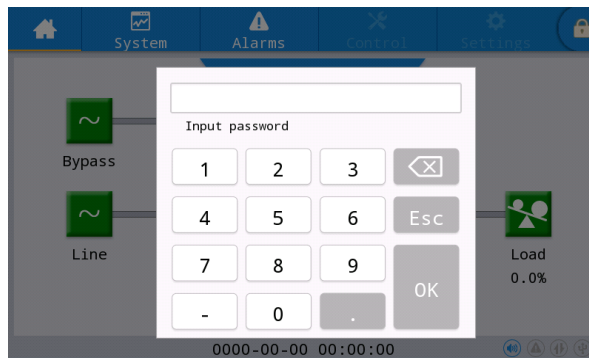 System Alarms Control Settings
Input password
Bypass
1 2 3
4 5 6 Esc
Line
Load
7 8 9
0.0%
OK
- 0 .
0000-00-00 00:00:00